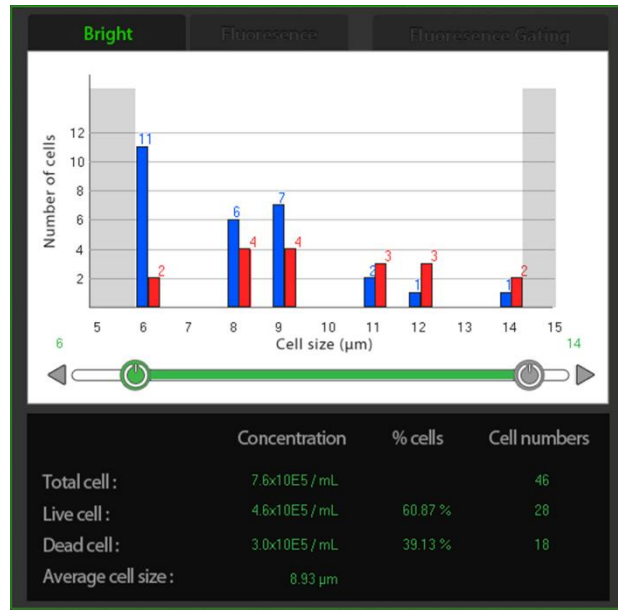 Bright Fluoresence Fluoresence Gating
Number of cells
12
10
8
6
4
2
11 2 6 4 7 4 2 3 1 3 1 2
5 6 7 8 9 10 11 12 13 14 15
6 Cell size (µm) 14
Concentration % cells Cell numbers
Total cell : 7.6x10E5 / mL 46
Live cell : 4.6x10E5 / mL 60.87 % 28
Dead cell : 3.0x10E5 / mL 39.13 % 18
Average cell size : 8.93 µm